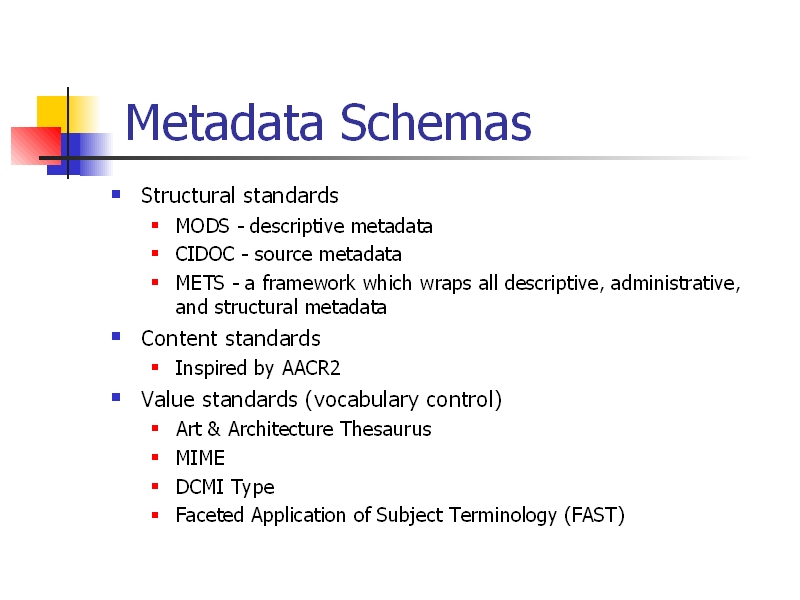 Metadata Schemas
Structural standards
MODS - descriptive metadata
CIDOC - source metadata
METS - a framework which wraps all descriptive, administrative,
and structural metadata
Content standards
Inspired by AACR2
Value standards (vocabulary control)
Art & Architecture Thesaurus
MIME
DCMI Type
Faceted Application of Subject Terminology (FAST)